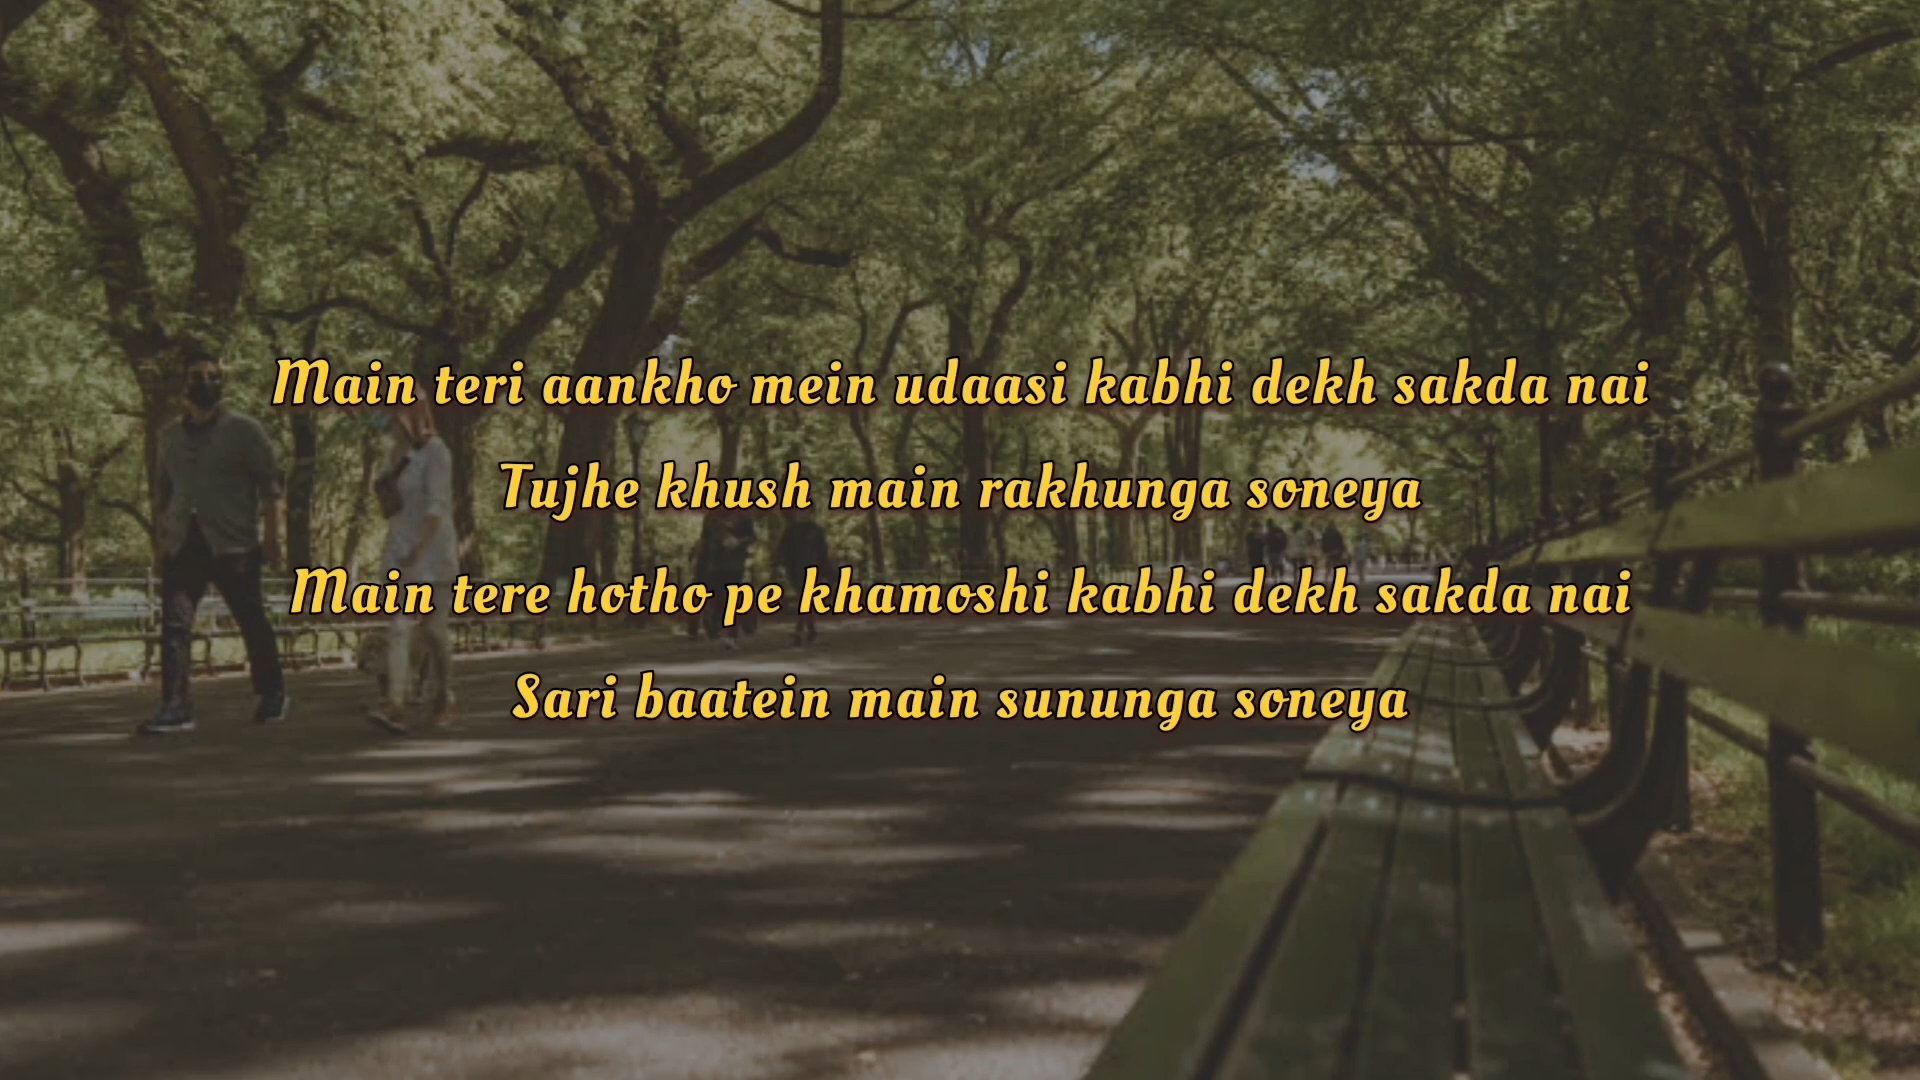 Main teri aankho mein udaasi kabhi dekh sakda nai
Tujhe khush main rakhunga soneya
Main tere hotho pe khamoshi kabhi dekh sakda nai
Sari baatein main sununga soneya